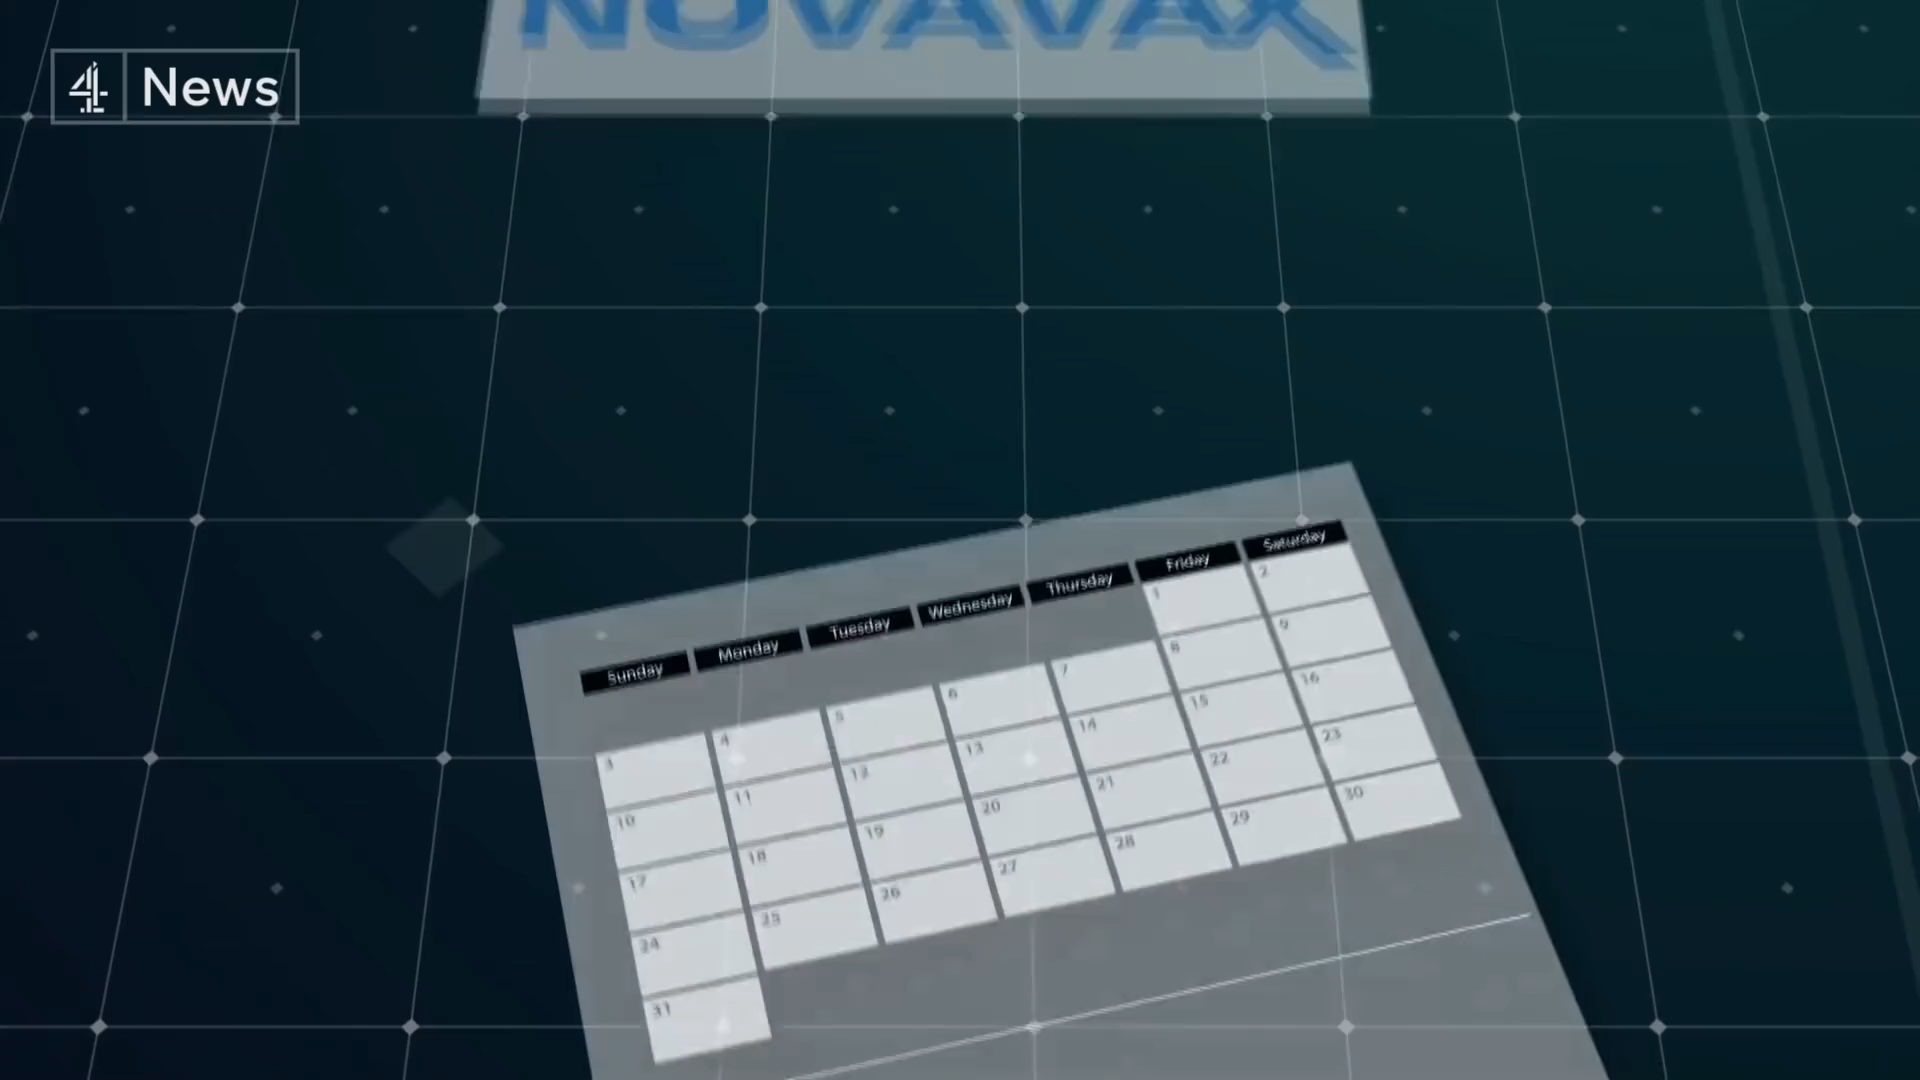 NOVAVAX
4 News
Sunday Monday Tuesday Wednesday Thursday Friday Saturday
1 2
3 4 5 6 7 8 9
10 11 12 13 14 15 16
17 18 19 20 21 22 23
24 25 26 27 28 29 30
31